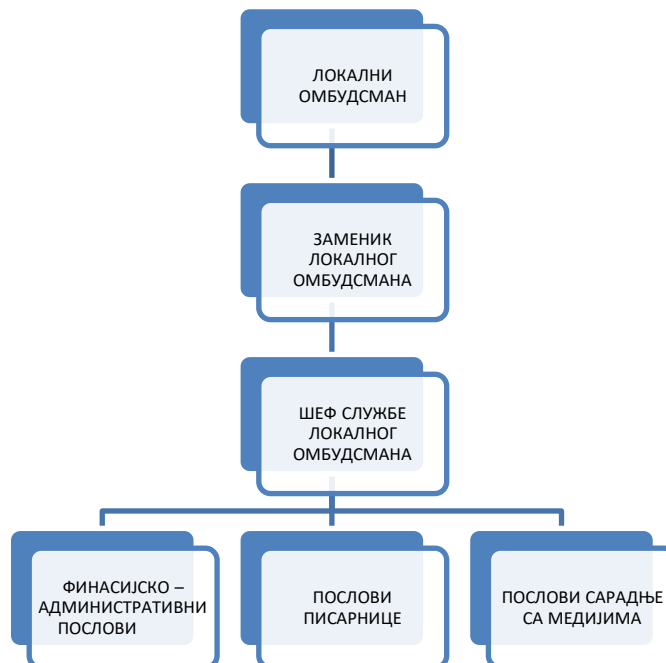 ЛОКАЛНИ
ОМБУДСМАН
ЗАМЕНИК
ЛОКАЛНОГ
ОМБУДСМАНА
ШЕФ СЛУЖБЕ
ЛОКАЛНОГ
ОМБУДСМАНА
ФИНАСИЈСКО –
АДМИНИСТРАТИВНИ
ПОСЛОВИ
ПОСЛОВИ
ПИСАРНИЦЕ
ПОСЛОВИ САРАДЊЕ
СА МЕДИЈИМА